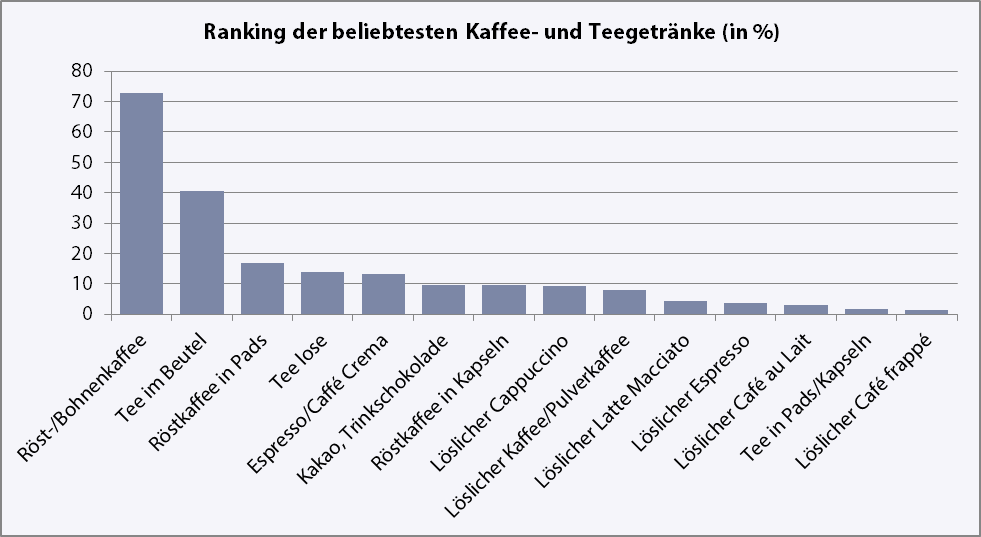 Ranking der beliebtesten Kaffee- und Teegetränke (in %)
80
70
60
50
40
30
20
10
0
Röst-/Bohnenkaffee
Tee im Beutel
Röstkaffee in Pads
Tee lose
Espresso/Caffé Crema
Kakao, Trinkschokolade
Röstkaffee in Kapseln
Löslicher Cappuccino
Löslicher Kaffee/Pulverkaffee
Löslicher Latte Macciato
Löslicher Espresso
Löslicher Café au Lait
Tee in Pads/Kapseln
Löslicher Café frappé